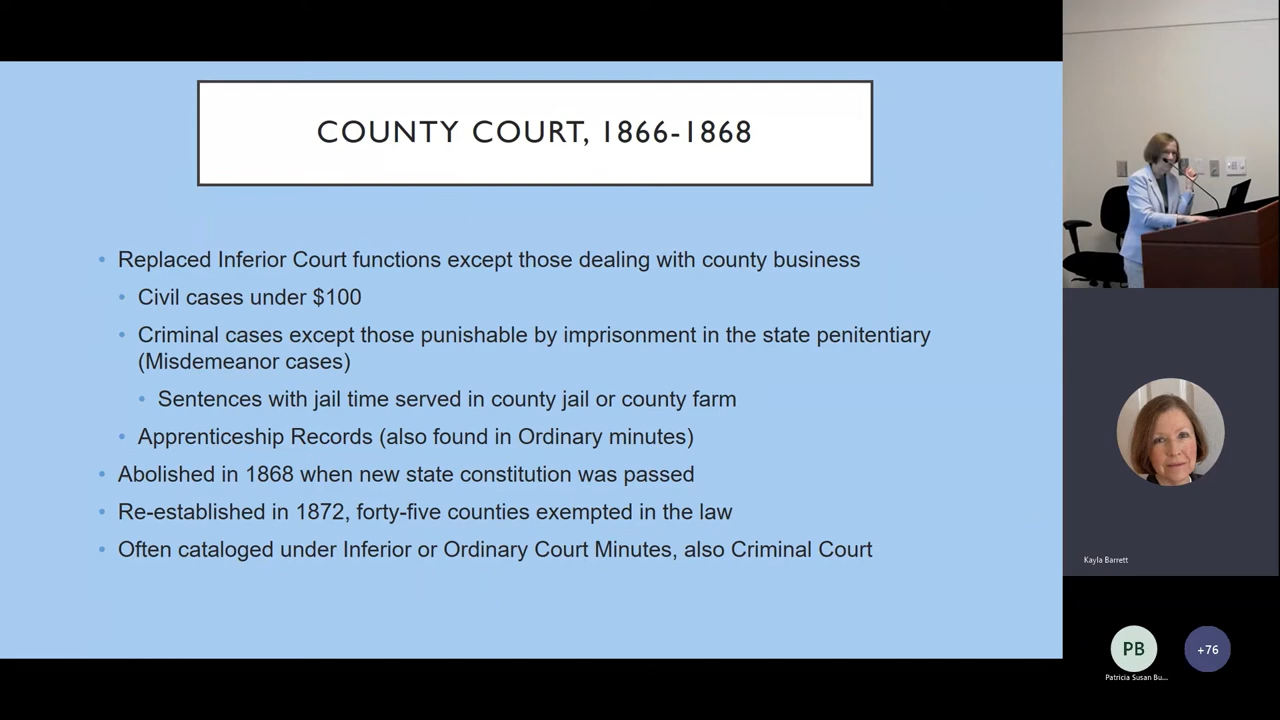 COUNTY COURT, 1866-1868
Replaced Inferior Court functions except those dealing with county business
Civil cases under $100
Criminal cases except those punishable by imprisonment in the state penitentiary
(Misdemeanor cases)
Sentences with jail time served in county jail or county farm
Apprenticeship Records (also found in Ordinary minutes)
Abolished in 1868 when new state constitution was passed
Re-established in 1872, forty-five counties exempted in the law
Often cataloged under Inferior or Ordinary Court Minutes, also Criminal Court
Kayla Barrett
PB
+76
Patricia Susan Bu...